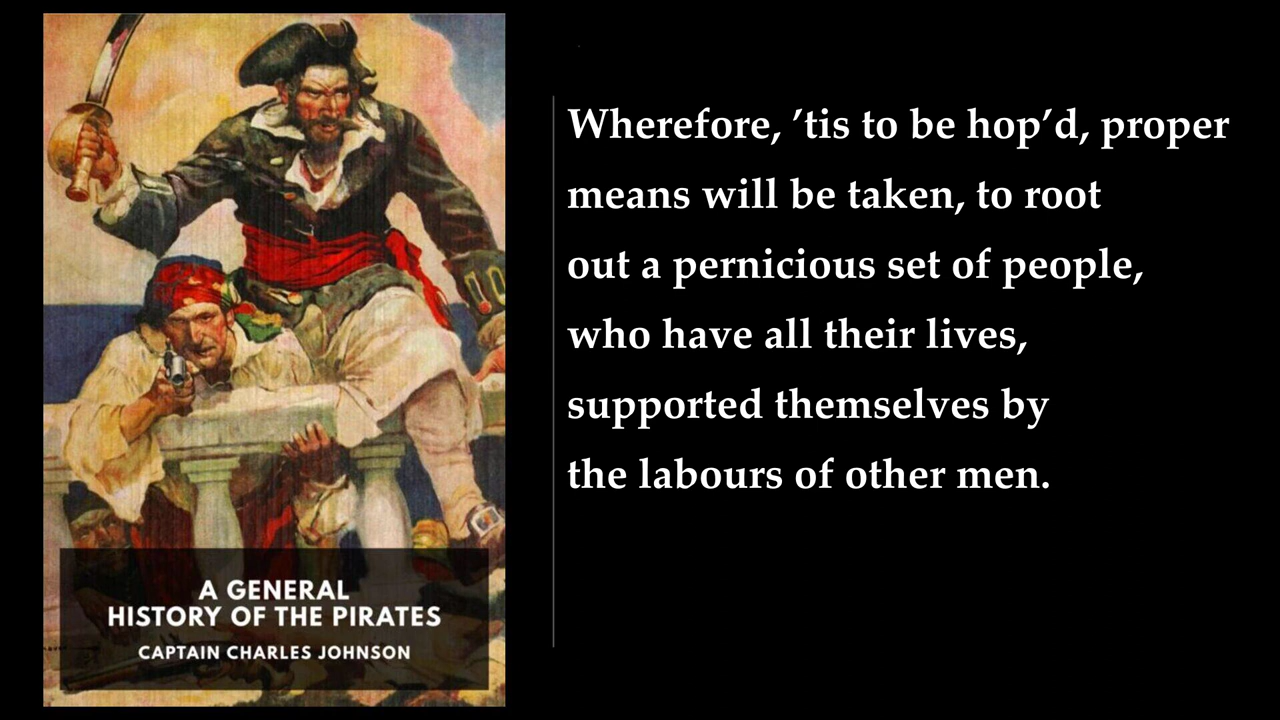 A GENERAL
HISTORY OF THE PIRATES
CAPTAIN CHARLES JOHNSON
Wherefore, ’tis to be hop’d, proper
means will be taken, to root
out a pernicious set of people,
who have all their lives,
supported themselves by
the labours of other men.